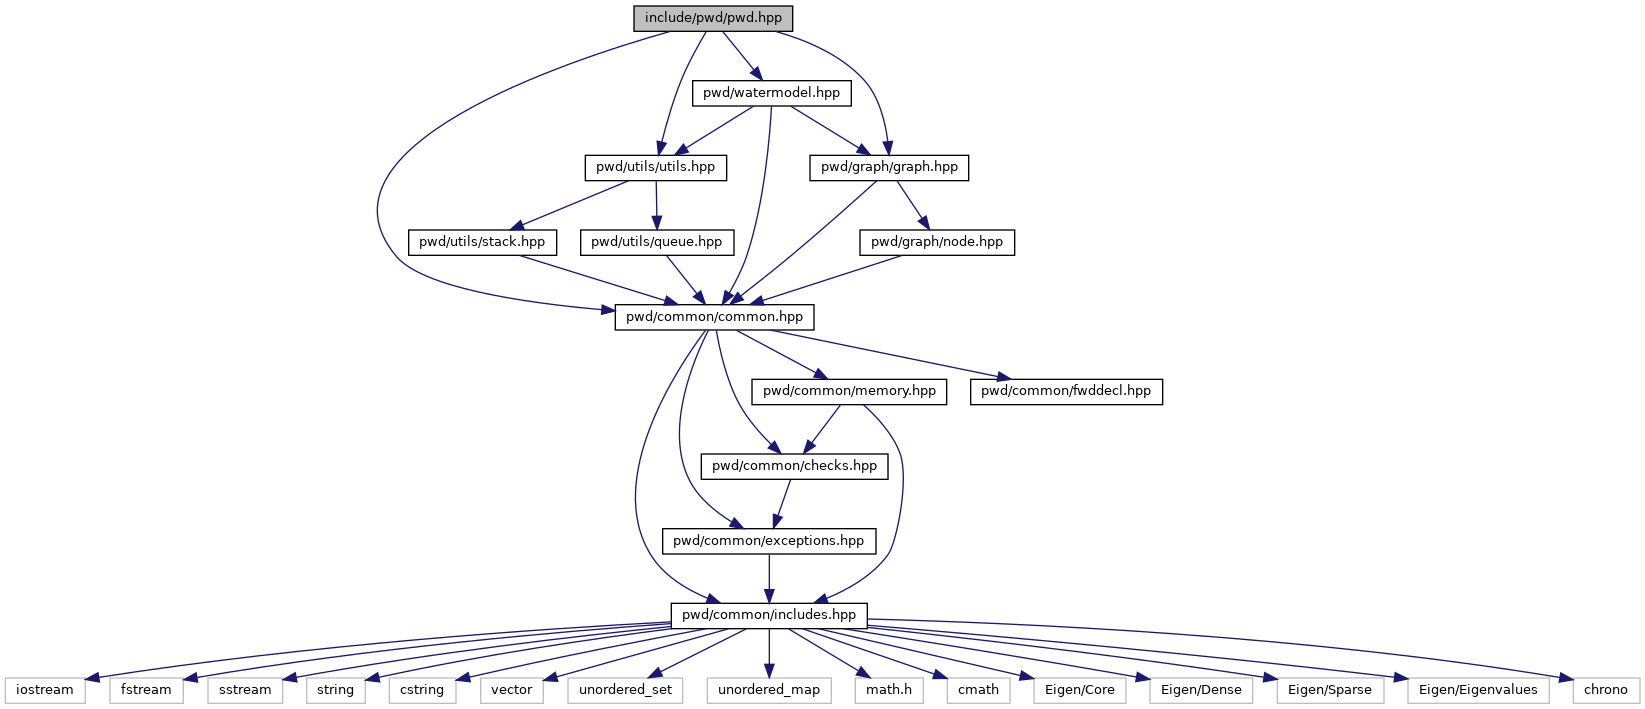 include/pwd/pwd.hpp
pwd/watermodel.hpp
pwd/utils/utils.hpp
pwd/graph/graph.hpp
pwd/utils/stack.hpp
pwd/utils/queue.hpp
pwd/graph/node.hpp
pwd/common/common.hpp
pwd/common/memory.hpp
pwd/common/fwddecl.hpp
pwd/common/checks.hpp
pwd/common/exceptions.hpp
pwd/common/includes.hpp
iostream
fstream
sstream
string
cstring
vector
unordered_set
unordered_map
math.h
cmath
Eigen/Core
Eigen/Dense
Eigen/Sparse
Eigen/Eigenvalues
chrono